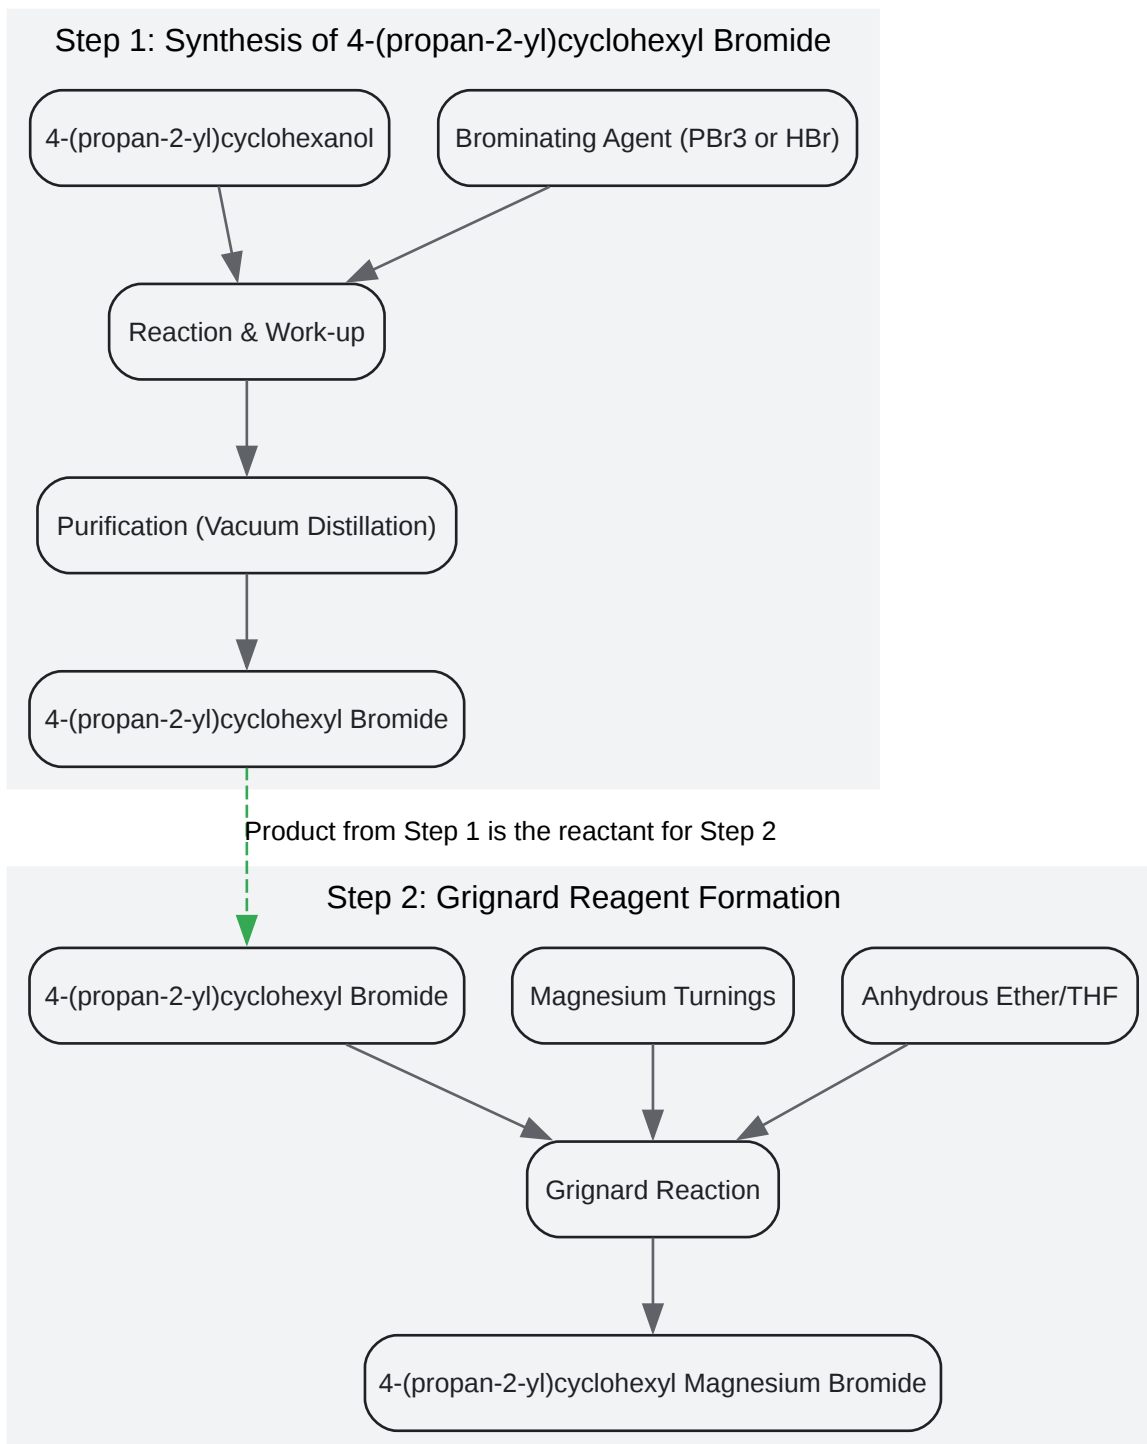 Step 1: Synthesis of 4-(propan-2-yl)cyclohexyl Bromide
4-(propan-2-yl)cyclohexanol
Brominating Agent (PBr3 or HBr)
Reaction & Work-up
Purification (Vacuum Distillation)
4-(propan-2-yl)cyclohexyl Bromide
Product from Step 1 is the reactant for Step 2
Step 2: Grignard Reagent Formation
4-(propan-2-yl)cyclohexyl Bromide
Magnesium Turnings
Anhydrous Ether/THF
Grignard Reaction
4-(propan-2-yl)cyclohexyl Magnesium Bromide